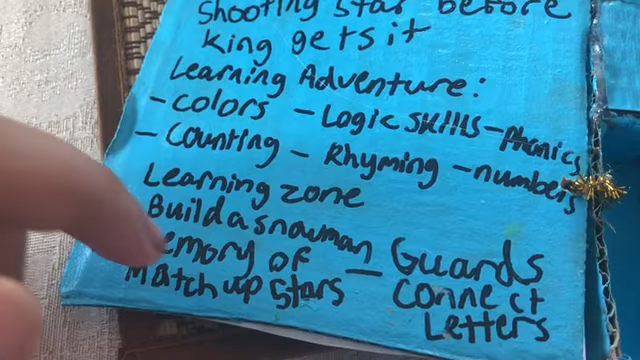 Shooting star before
King gets it
Learning Adventure:
-colors -Logic skills -phonics
-Counting -Rhyming -numbers
Learning zone
Build a snowman
emory of
Match up stars
- Guards
Connect
Letters